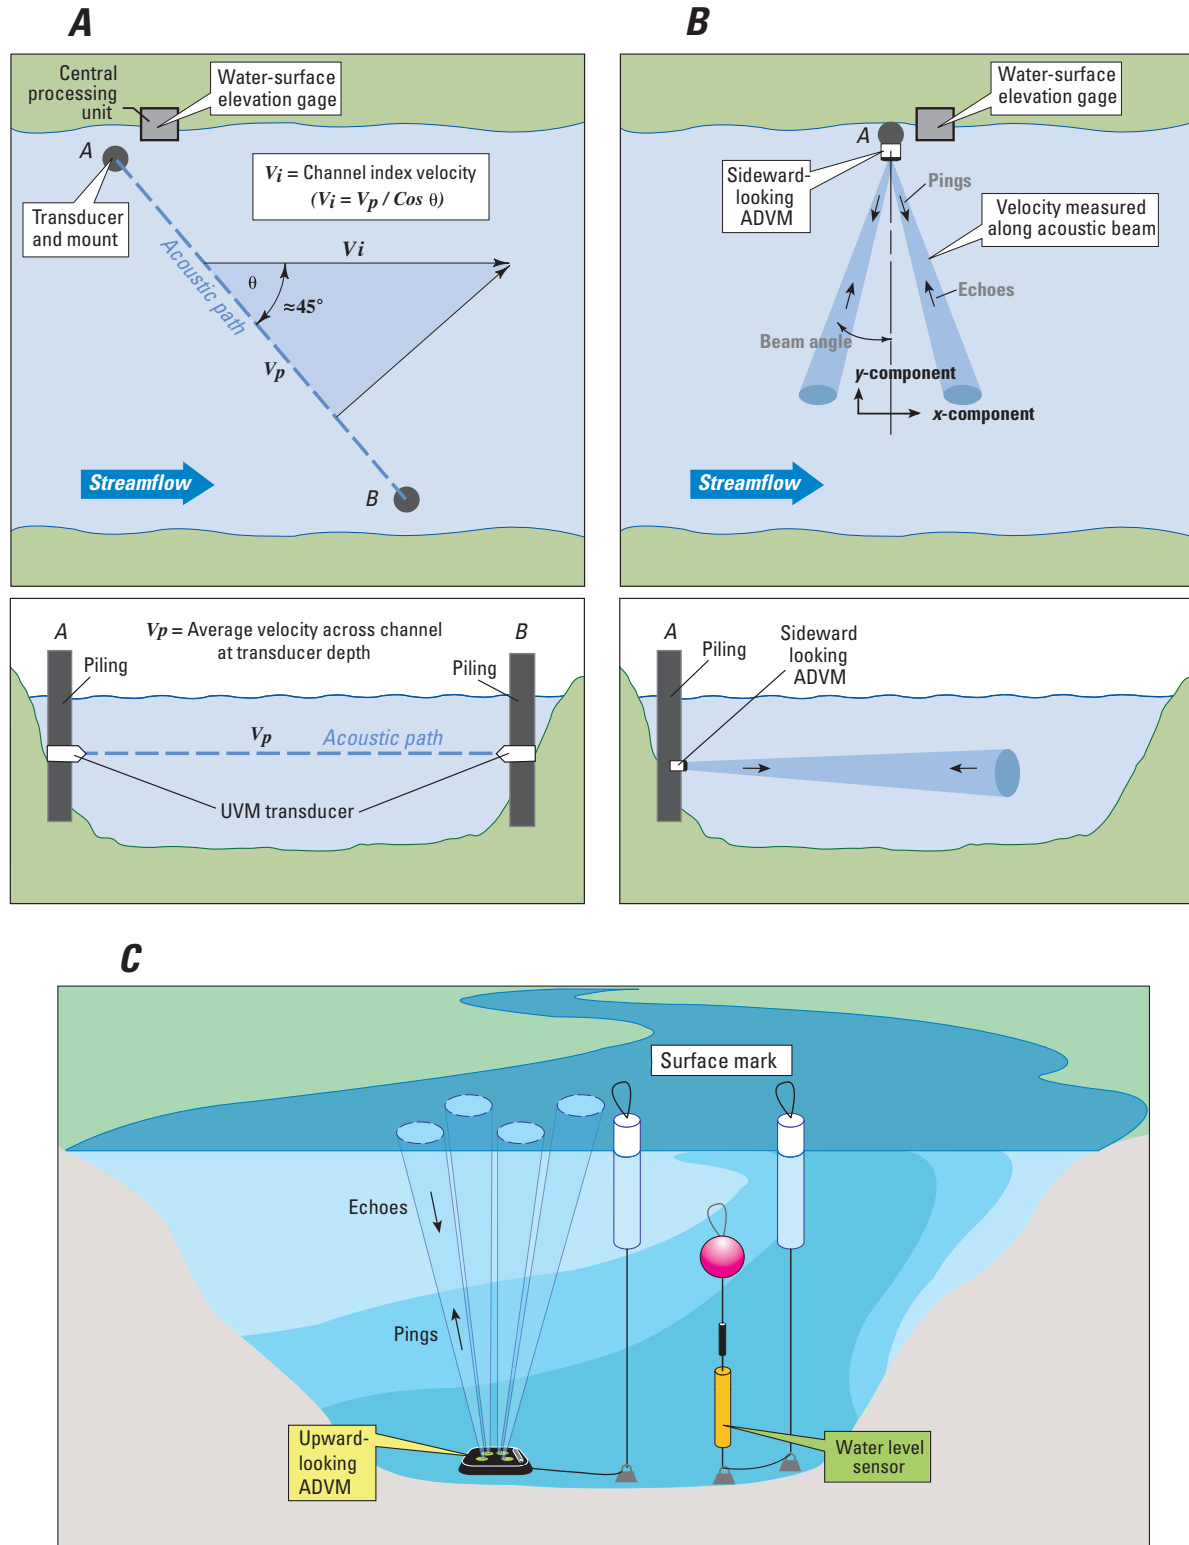 A
Central
processing
unit
Water-surface
elevation gage
A
Vi = Channel index velocity
(Vi = Vp / Cos θ)
Transducer
and mount
Acoustic path
Vi
θ
≈45°
Vp
Streamflow
B
A
Vp = Average velocity across channel
at transducer depth
B
Piling
Piling
Vp
Acoustic path
UVM transducer
B
Water-surface
elevation gage
A
Sideward-
looking
ADVM
Pings
Velocity measured
along acoustic beam
Echoes
Beam angle
y-component
x-component
Streamflow
A
Piling
Sideward
looking
ADVM
C
Surface mark
Echoes
Pings
Upward-
looking
ADVM
Water level
sensor